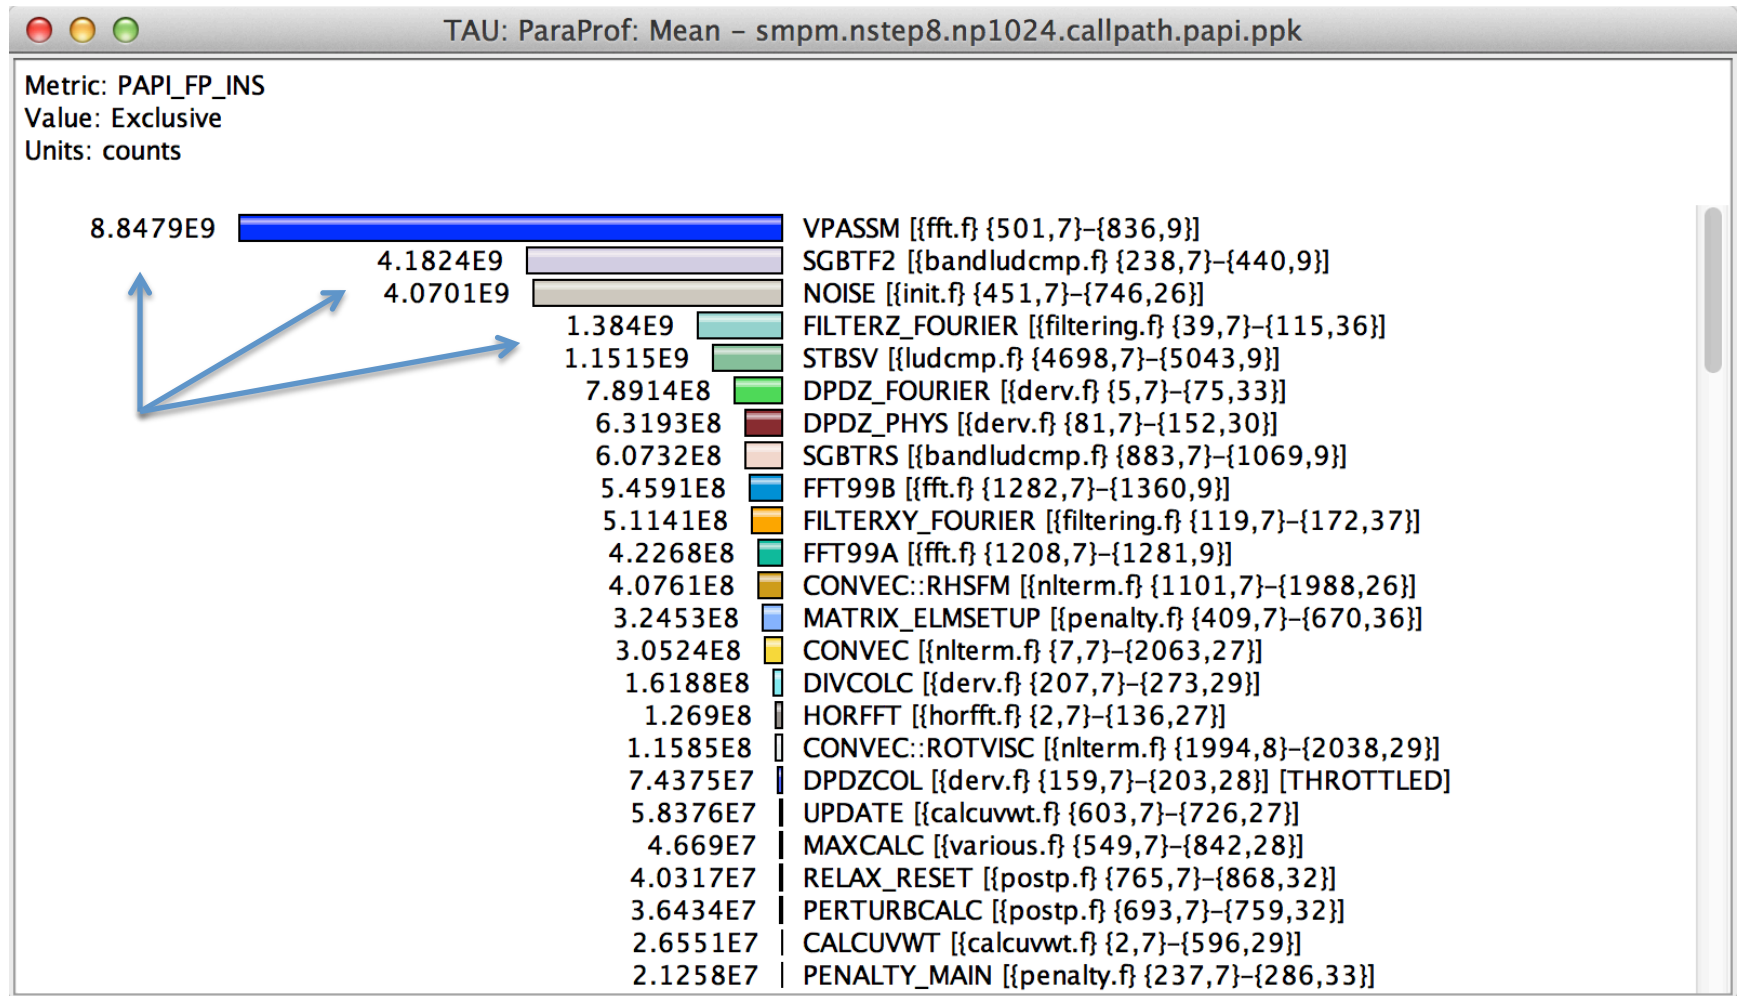 TAU: ParaProf: Mean – smpm.nstep8.np1024.callpath.papi.ppk
Metric: PAPI_FP_INS
Value: Exclusive
Units: counts
8.8479E9 VPASSM [{fft.f} {501,7}–{836,9}]
4.1824E9 SGBTF2 [{bandludcmp.f} {238,7}–{440,9}]
4.0701E9 NOISE [{init.f} {451,7}–{746,26}]
1.384E9 FILTERZ_FOURIER [{filtering.f} {39,7}–{115,36}]
1.1515E9 STBSV [{ludcmp.f} {4698,7}–{5043,9}]
7.8914E8 DPDZ_FOURIER [{derv.f} {5,7}–{75,33}]
6.3193E8 DPDZ_PHYS [{derv.f} {81,7}–{152,30}]
6.0732E8 SGBTRS [{bandludcmp.f} {883,7}–{1069,9}]
5.4591E8 FFT99B [{fft.f} {1282,7}–{1360,9}]
5.1141E8 FILTERXY_FOURIER [{filtering.f} {119,7}–{172,37}]
4.2268E8 FFT99A [{fft.f} {1208,7}–{1281,9}]
4.0761E8 CONVEC::RHSFM [{nlterm.f} {1101,7}–{1988,26}]
3.2453E8 MATRIX_ELMSETUP [{penalty.f} {409,7}–{670,36}]
3.0524E8 CONVEC [{nlterm.f} {7,7}–{2063,27}]
1.6188E8 DIVCOLC [{derv.f} {207,7}–{273,29}]
1.269E8 HORFFT [{horfft.f} {2,7}–{136,27}]
1.1585E8 CONVEC::ROTVISC [{nlterm.f} {1994,8}–{2038,29}]
7.4375E7 DPDZCOL [{derv.f} {159,7}–{203,28}] [THROTTLED]
5.8376E7 UPDATE [{calcuvwt.f} {603,7}–{726,27}]
4.669E7 MAXCALC [{various.f} {549,7}–{842,28}]
4.0317E7 RELAX_RESET [{postp.f} {765,7}–{868,32}]
3.6434E7 PERTURBCALC [{postp.f} {693,7}–{759,32}]
2.6551E7 CALCUVWT [{calcuvwt.f} {2,7}–{596,29}]
2.1258E7 PENALTY_MAIN [{penalty.f} {237,7}–{286,33}]